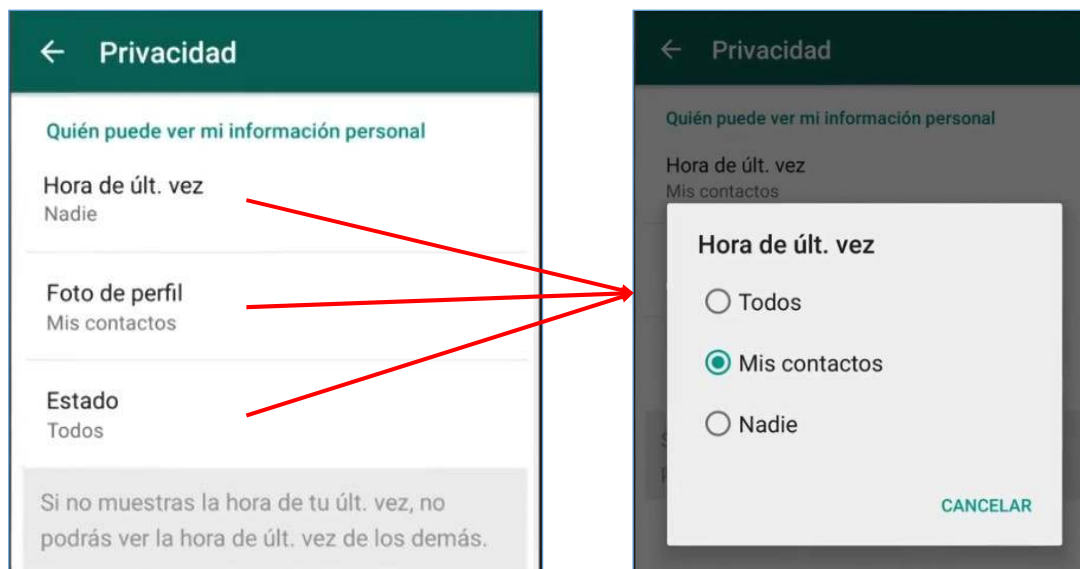 Privacidad
Quién puede ver mi información personal
Hora de últ. vez
Nadie
Foto de perfil
Mis contactos
Estado
Todos
Si no muestras la hora de tu últ. vez, no
podrás ver la hora de últ. vez de los demás.
Privacidad
Quién puede ver mi información personal
Hora de últ. vez
Mis contactos
Hora de últ. vez
Todos
Mis contactos
Nadie
CANCELAR